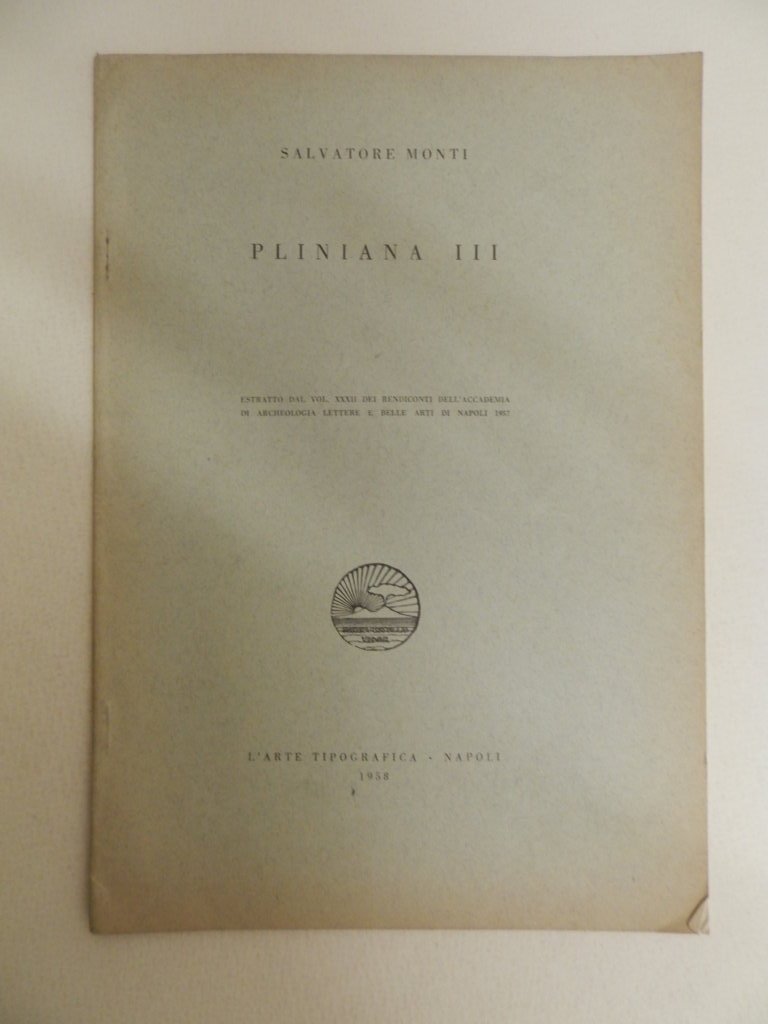 SALVATORE MONTI
PLINIANA III
ESTRATTO DAL VOL. XXXII DEI RENDICONTI DELL'ACCADEMIA
DI ARCHEOLOGIA LETTERE E BELLE ARTI DI NAPOLI 1957
L'ARTE TIPOGRAFICA · NAPOLI
1958